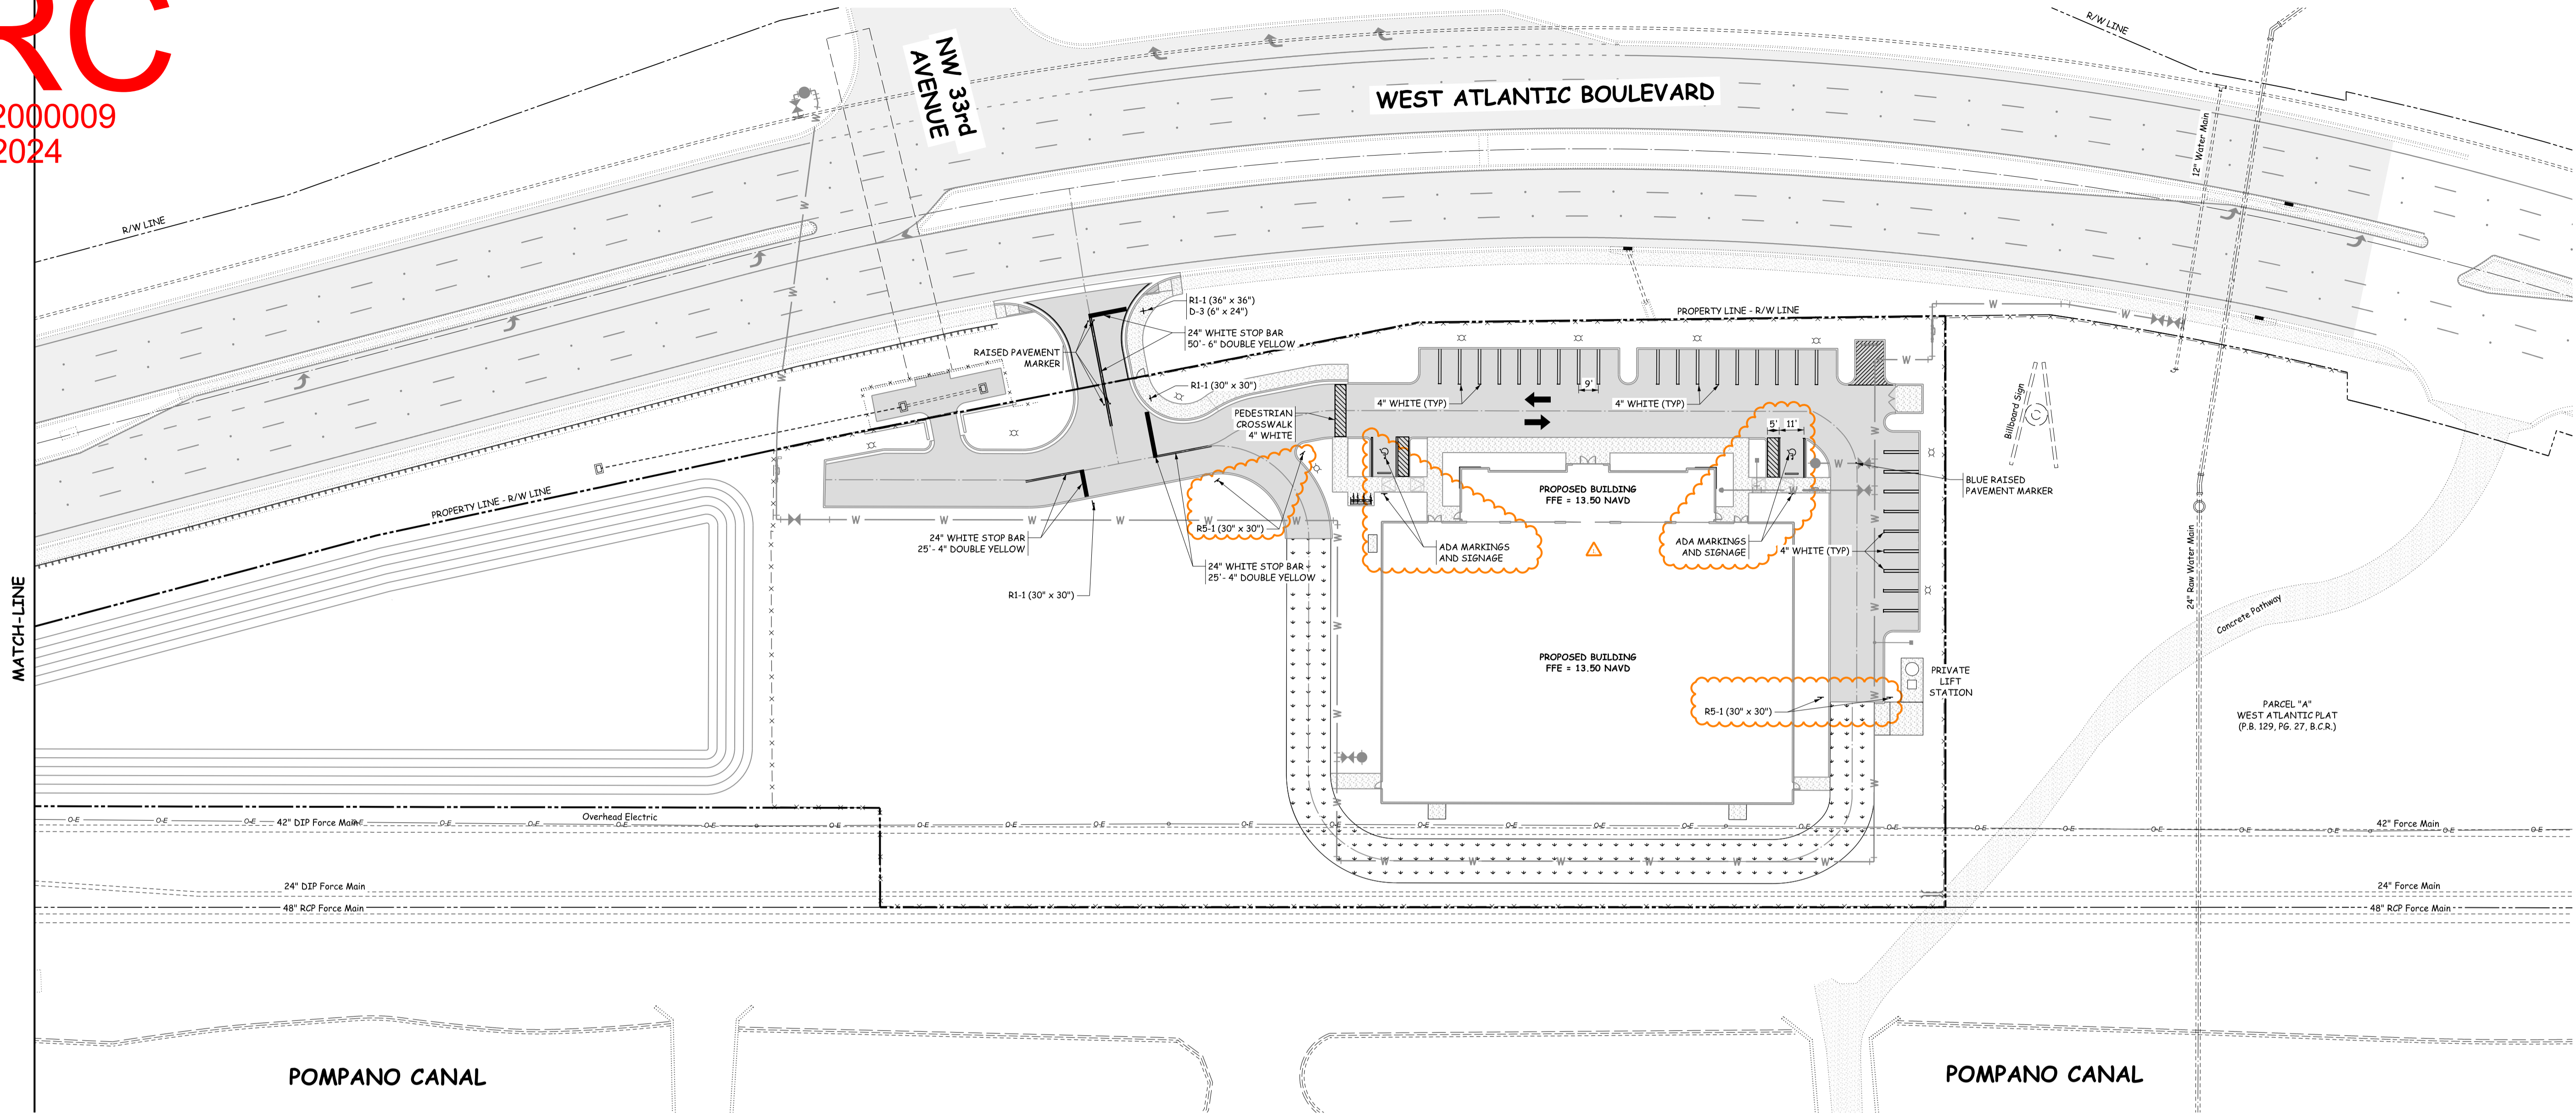 RC
2000009
2024
R/W LINE
NW 33rd
AVENUE
WEST ATLANTIC BOULEVARD
R/W LINE
12" Water Main
R1-1 (36" x 36")
D-3 (6" x 24")
24" WHITE STOP BAR
50'- 6" DOUBLE YELLOW
RAISED PAVEMENT
MARKER
R1-1 (30" x 30")
PROPERTY LINE - R/W LINE
PEDESTRIAN
CROSSWALK
4" WHITE
4" WHITE (TYP)
9'
4" WHITE (TYP)
5'
11'
Billboard Sign
BLUE RAISED
PAVEMENT MARKER
PROPOSED BUILDING
FFE = 13.50 NAVD
PROPERTY LINE - R/W LINE
R5-1 (30" x 30")
24" WHITE STOP BAR
25'- 4" DOUBLE YELLOW
ADA MARKINGS
AND SIGNAGE
ADA MARKINGS
AND SIGNAGE
4" WHITE (TYP)
24" WHITE STOP BAR
25'- 4" DOUBLE YELLOW
R1-1 (30" x 30")
24" Raw Water Main
Concrete Pathway
MATCH-LINE
PROPOSED BUILDING
FFE = 13.50 NAVD
PRIVATE
LIFT
STATION
R5-1 (30" x 30")
PARCEL "A"
WEST ATLANTIC PLAT
(P.B. 129, PG. 27, B.C.R.)
42" DIP Force Main
Overhead Electric
42" Force Main
24" DIP Force Main
24" Force Main
48" RCP Force Main
48" RCP Force Main
POMPANO CANAL
POMPANO CANAL